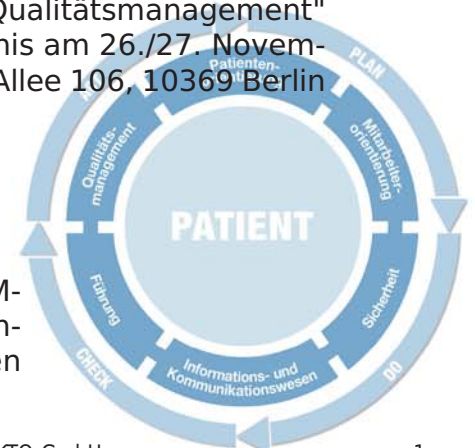 Qualitätsmanagement"
nis am 26./27. Novem-
Allee 106, 10369 Berlin
PLAN
Patienten-
orientierung
Mitarbeiter-
orientierung
Qualitäts-
management
PATIENT
Sicherheit
Führung
Informations- und
Kommunikationswesen
DO
CHECK
M-
n-
en